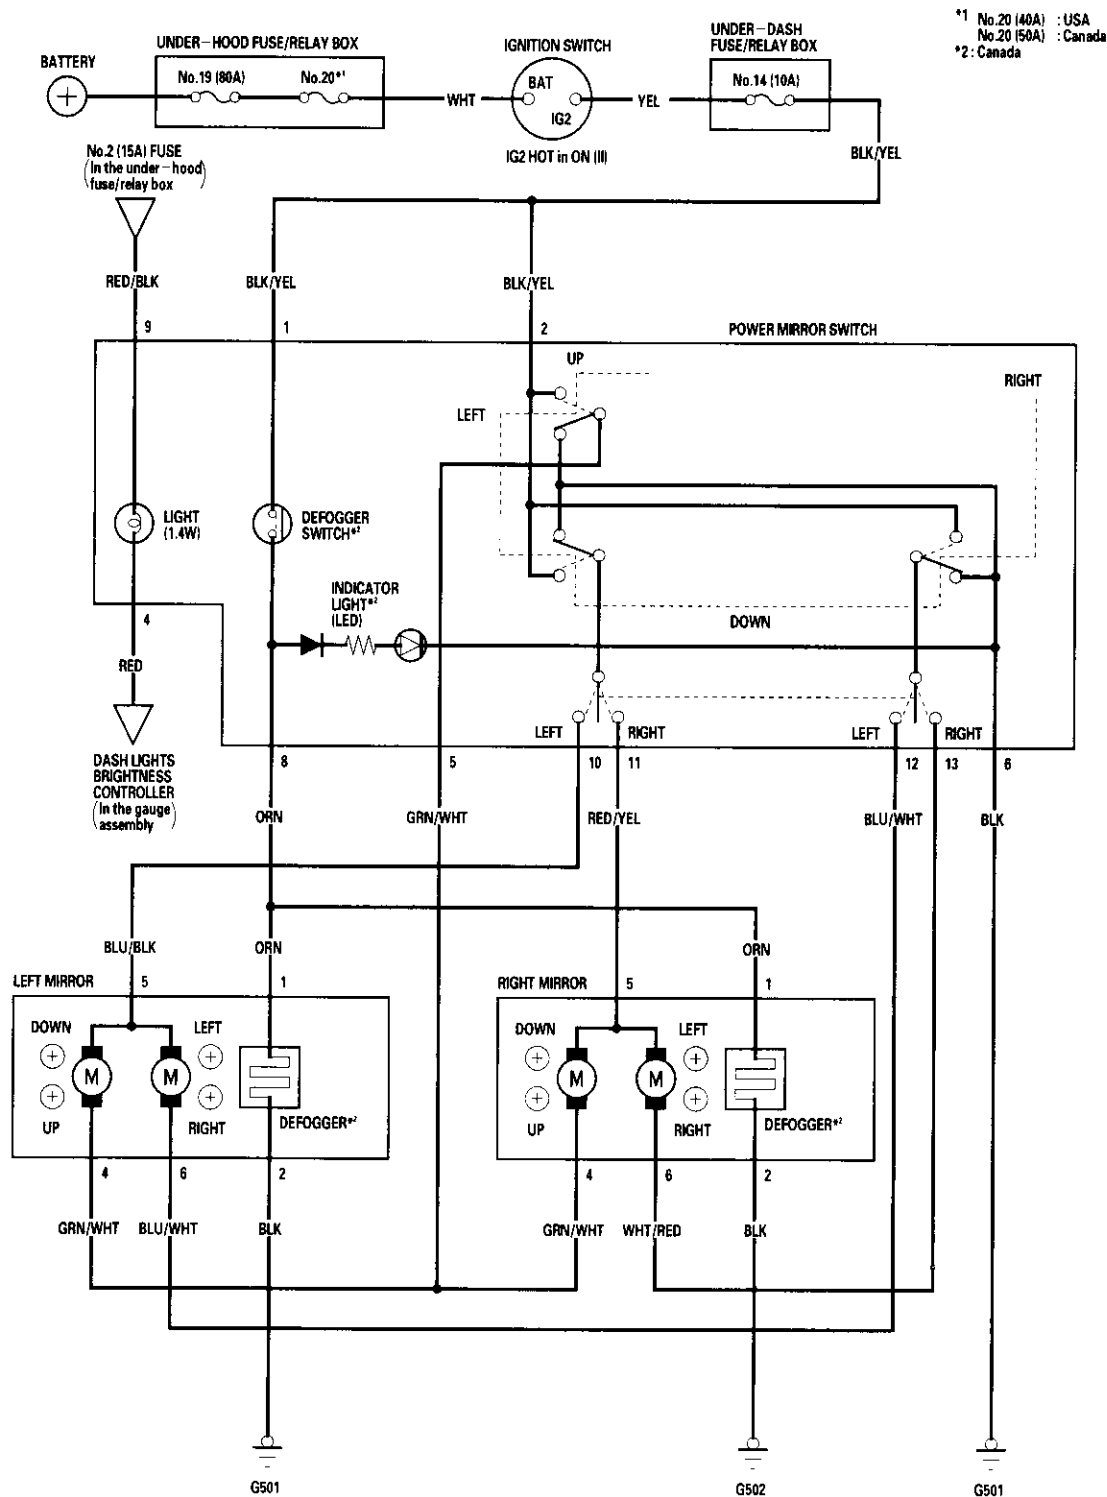 *1 No.20 (40A) : USA
No.20 (50A) : Canada
*2 : Canada
UNDER-HOOD FUSE/RELAY BOX
IGNITION SWITCH
UNDER-DASH
FUSE/RELAY BOX
BATTERY
No.19 (80A)
No.20*1
BAT
IG2
No.14 (10A)
WHT
YEL
IG2 HOT in ON (II)
BLK/YEL
No.2 (15A) FUSE
(In the under-hood
fuse/relay box)
RED/BLK
BLK/YEL
BLK/YEL
9
1
2
POWER MIRROR SWITCH
UP
RIGHT
LEFT
LIGHT
(1.4W)
DEFOGGER
SWITCH*2
INDICATOR
LIGHT*2
(LED)
4
DOWN
RED
LEFT
RIGHT
LEFT
RIGHT
DASH LIGHTS
BRIGHTNESS
CONTROLLER
(In the gauge
assembly)
8
5
10
11
12
13
6
ORN
GRN/WHT
RED/YEL
BLU/WHT
BLK
BLU/BLK
ORN
ORN
LEFT MIRROR
5
1
RIGHT MIRROR
5
1
DOWN
LEFT
DOWN
LEFT
M
M
M
M
UP
RIGHT
DEFOGGER*2
UP
RIGHT
DEFOGGER*2
4
6
2
4
6
2
GRN/WHT
BLU/WHT
BLK
GRN/WHT
WHT/RED
BLK
G501
G502
G501